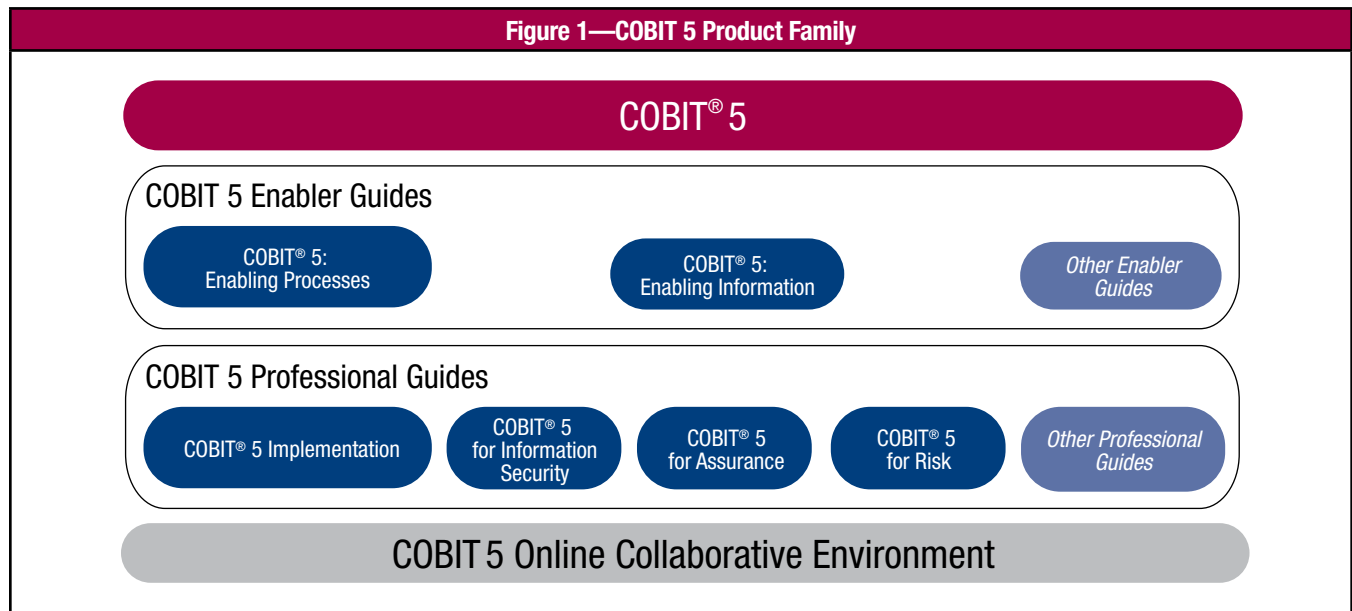 Figure 1—COBIT 5 Product Family
COBIT® 5
COBIT 5 Enabler Guides
COBIT® 5:
Enabling Processes
COBIT® 5:
Enabling Information
Other Enabler
Guides
COBIT 5 Professional Guides
COBIT® 5 Implementation
COBIT® 5
for Information
Security
COBIT® 5
for Assurance
COBIT® 5
for Risk
Other Professional
Guides
COBIT 5 Online Collaborative Environment